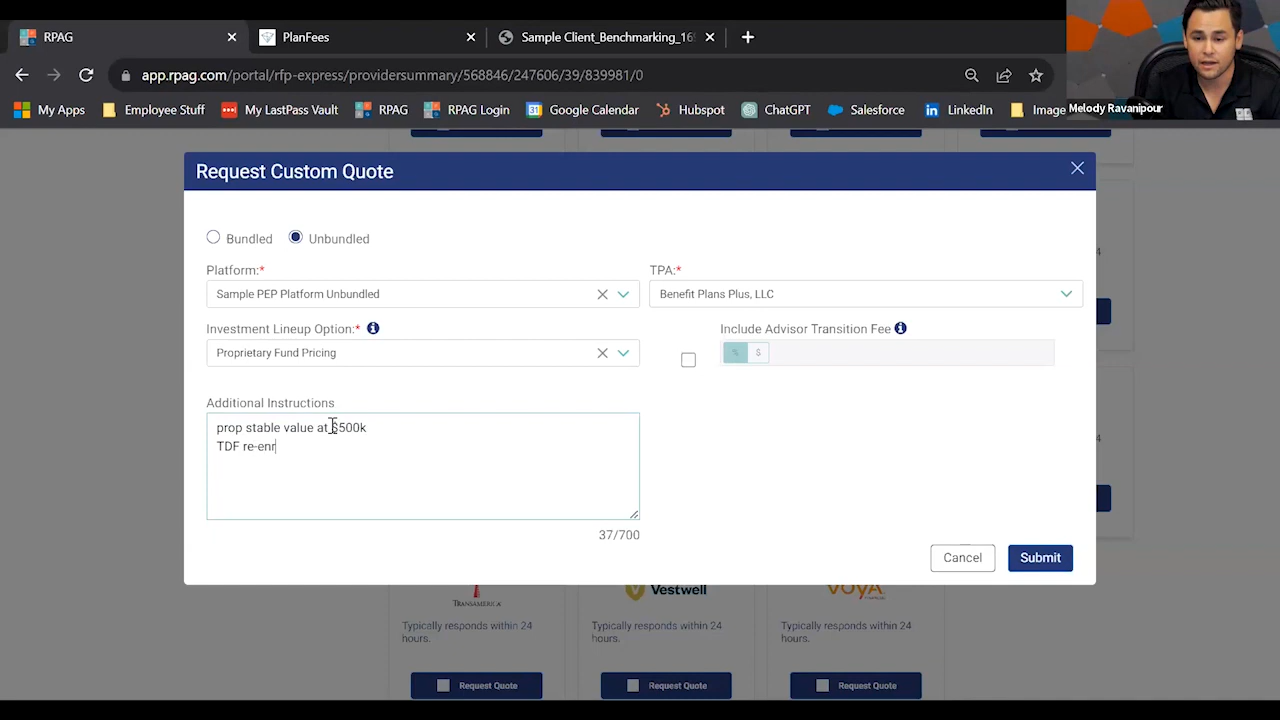 RPAG
PlanFees
Sample Client_Benchmarking_16
app.rpag.com/portal/rfp-express/providersummary/568846/247606/39/839981/0
My Apps
Employee Stuff
My LastPass Vault
RPAG
RPAG Login
Google Calendar
Hubspot
ChatGPT
Salesforce
LinkedIn
Image
Melody Ravanipour
Request Custom Quote
Bundled
Unbundled
Platform:*
TPA:*
Sample PEP Platform Unbundled
Benefit Plans Plus, LLC
Investment Lineup Option:*
Include Advisor Transition Fee
Proprietary Fund Pricing
% $
Additional Instructions
prop stable value at $500k
TDF re-enr
37/700
Cancel
Submit
TRANSAMERICA
Vestwell
VOYA
Typically responds within 24
hours.
Typically responds within 24
hours.
Typically responds within 24
hours.
Request Quote
Request Quote
Request Quote